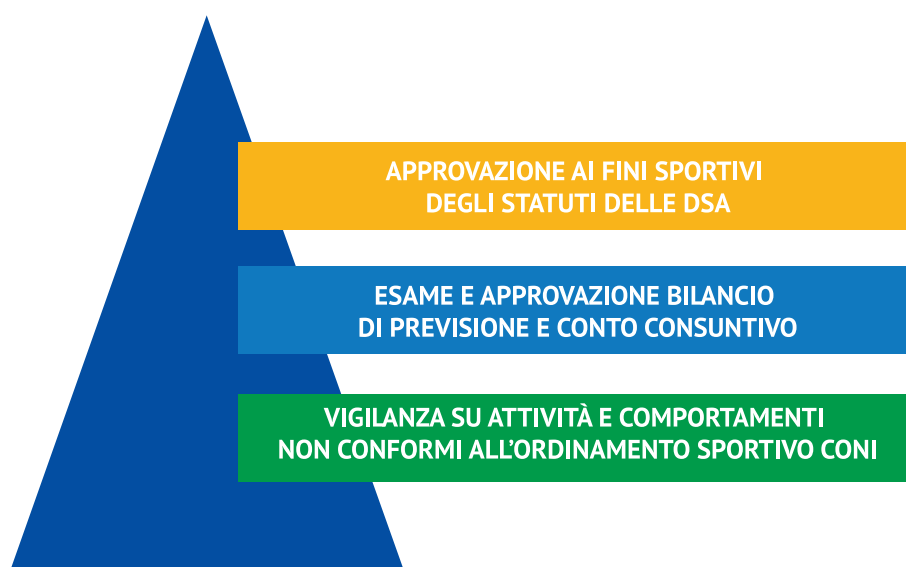 APPROVAZIONE AI FINI SPORTIVI
DEGLI STATUTI DELLE DSA
ESAME E APPROVAZIONE BILANCIO
DI PREVISIONE E CONTO CONSUNTIVO
VIGILANZA SU ATTIVITÀ E COMPORTAMENTI
NON CONFORMI ALL’ORDINAMENTO SPORTIVO CONI